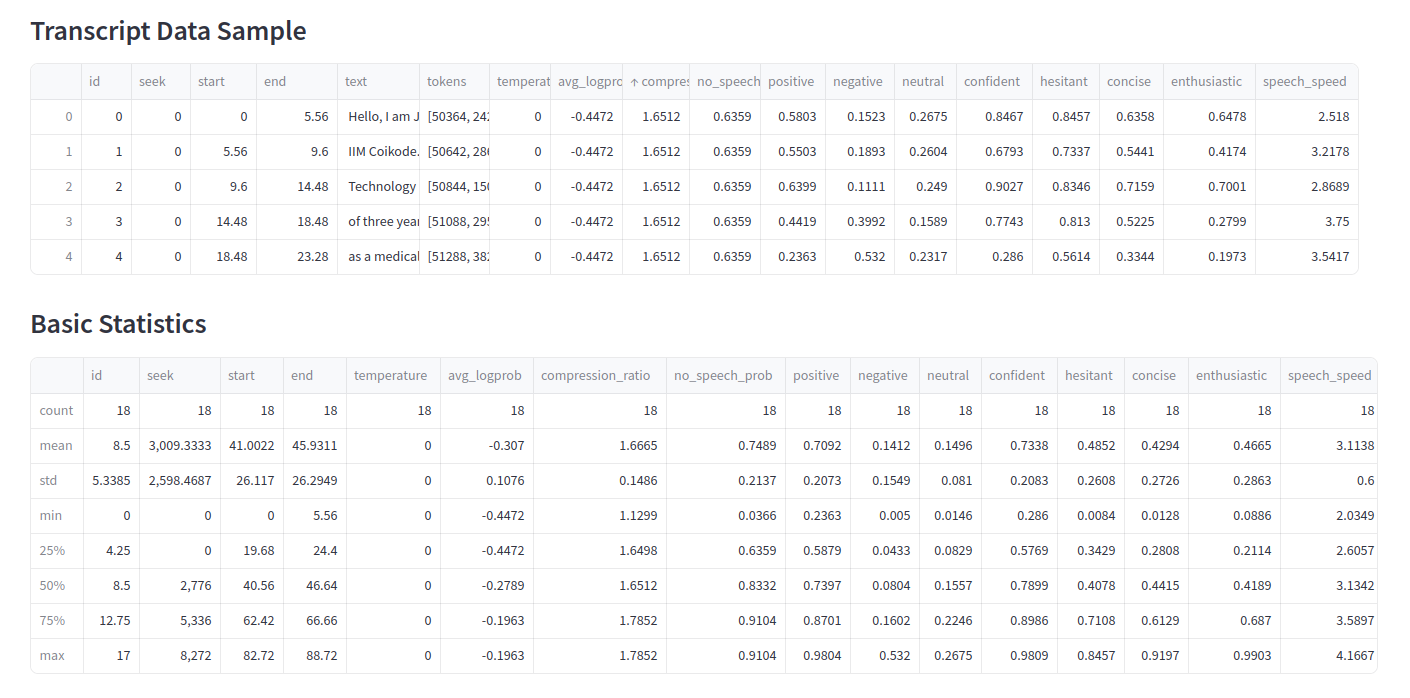 Transcript Data Sample
id seek start end text tokens temperat avg_logpro ↑ compres no_speech positive negative neutral confident hesitant concise enthusiastic speech_speed
0 0 0 0 5.56 Hello, I am J [50364, 242 0 -0.4472 1.6512 0.6359 0.5803 0.1523 0.2675 0.8467 0.8457 0.6358 0.6478 2.518
1 1 0 5.56 9.6 IIM Coikode. [50642, 286 0 -0.4472 1.6512 0.6359 0.5503 0.1893 0.2604 0.6793 0.7337 0.5441 0.4174 3.2178
2 2 0 9.6 14.48 Technology [50844, 150 0 -0.4472 1.6512 0.6359 0.6399 0.1111 0.249 0.9027 0.8346 0.7159 0.7001 2.8689
3 3 0 14.48 18.48 of three year [51088, 295 0 -0.4472 1.6512 0.6359 0.4419 0.3992 0.1589 0.7743 0.813 0.5225 0.2799 3.75
4 4 0 18.48 23.28 as a medical [51288, 382 0 -0.4472 1.6512 0.6359 0.2363 0.532 0.2317 0.286 0.5614 0.3344 0.1973 3.5417
Basic Statistics
id seek start end temperature avg_logprob compression_ratio no_speech_prob positive negative neutral confident hesitant concise enthusiastic speech_speed
count 18 18 18 18 18 18 18 18 18 18 18 18 18 18 18 18
mean 8.5 3,009.3333 41.0022 45.9311 0 -0.307 1.6665 0.7489 0.7092 0.1412 0.1496 0.7338 0.4852 0.4294 0.4665 3.1138
std 5.3385 2,598.4687 26.117 26.2949 0 0.1076 0.1486 0.2137 0.2073 0.1549 0.081 0.2083 0.2608 0.2726 0.2863 0.6
min 0 0 0 5.56 0 -0.4472 1.1299 0.0366 0.2363 0.005 0.0146 0.286 0.0084 0.0128 0.0886 2.0349
25% 4.25 0 19.68 24.4 0 -0.4472 1.6498 0.6359 0.5879 0.0433 0.0829 0.5769 0.3429 0.2808 0.2114 2.6057
50% 8.5 2,776 40.56 46.64 0 -0.2789 1.6512 0.8332 0.7397 0.0804 0.1557 0.7899 0.4078 0.4415 0.4189 3.1342
75% 12.75 5,336 62.42 66.66 0 -0.1963 1.7852 0.9104 0.8701 0.1602 0.2246 0.8986 0.7108 0.6129 0.687 3.5897
max 17 8,272 82.72 88.72 0 -0.1963 1.7852 0.9104 0.9804 0.532 0.2675 0.9809 0.8457 0.9197 0.9903 4.1667